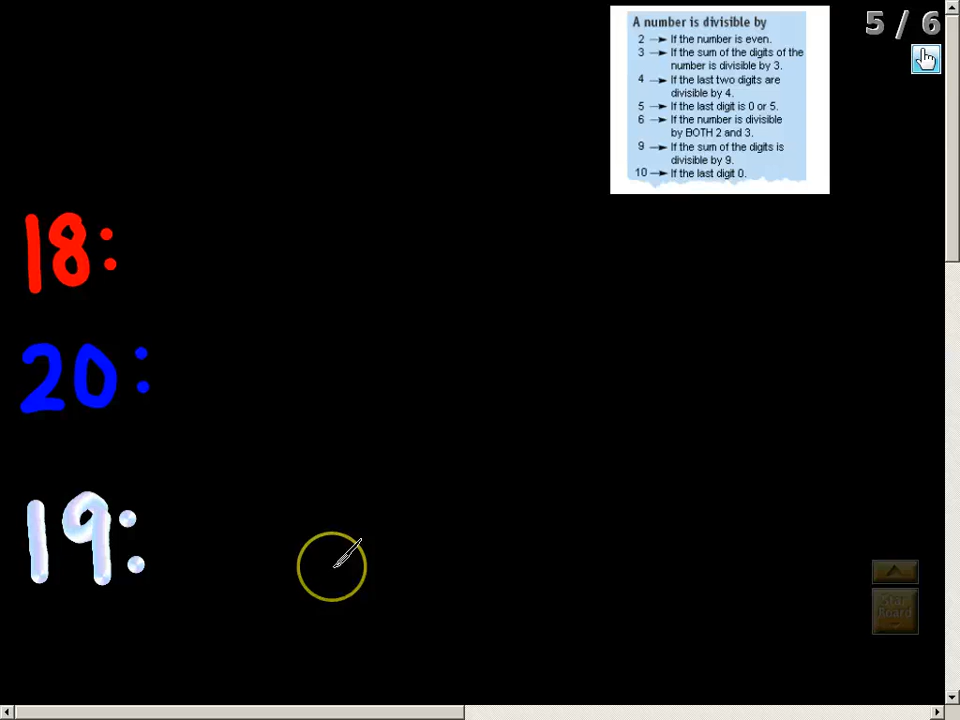 5 / 6
A number is divisible by
2 → If the number is even.
3 → If the sum of the digits of the
number is divisible by 3.
4 → If the last two digits are
divisible by 4.
5 → If the last digit is 0 or 5.
6 → If the number is divisible
by BOTH 2 and 3.
9 → If the sum of the digits is
divisible by 9.
10 → If the last digit 0.
18:
20:
19:
Star
Board